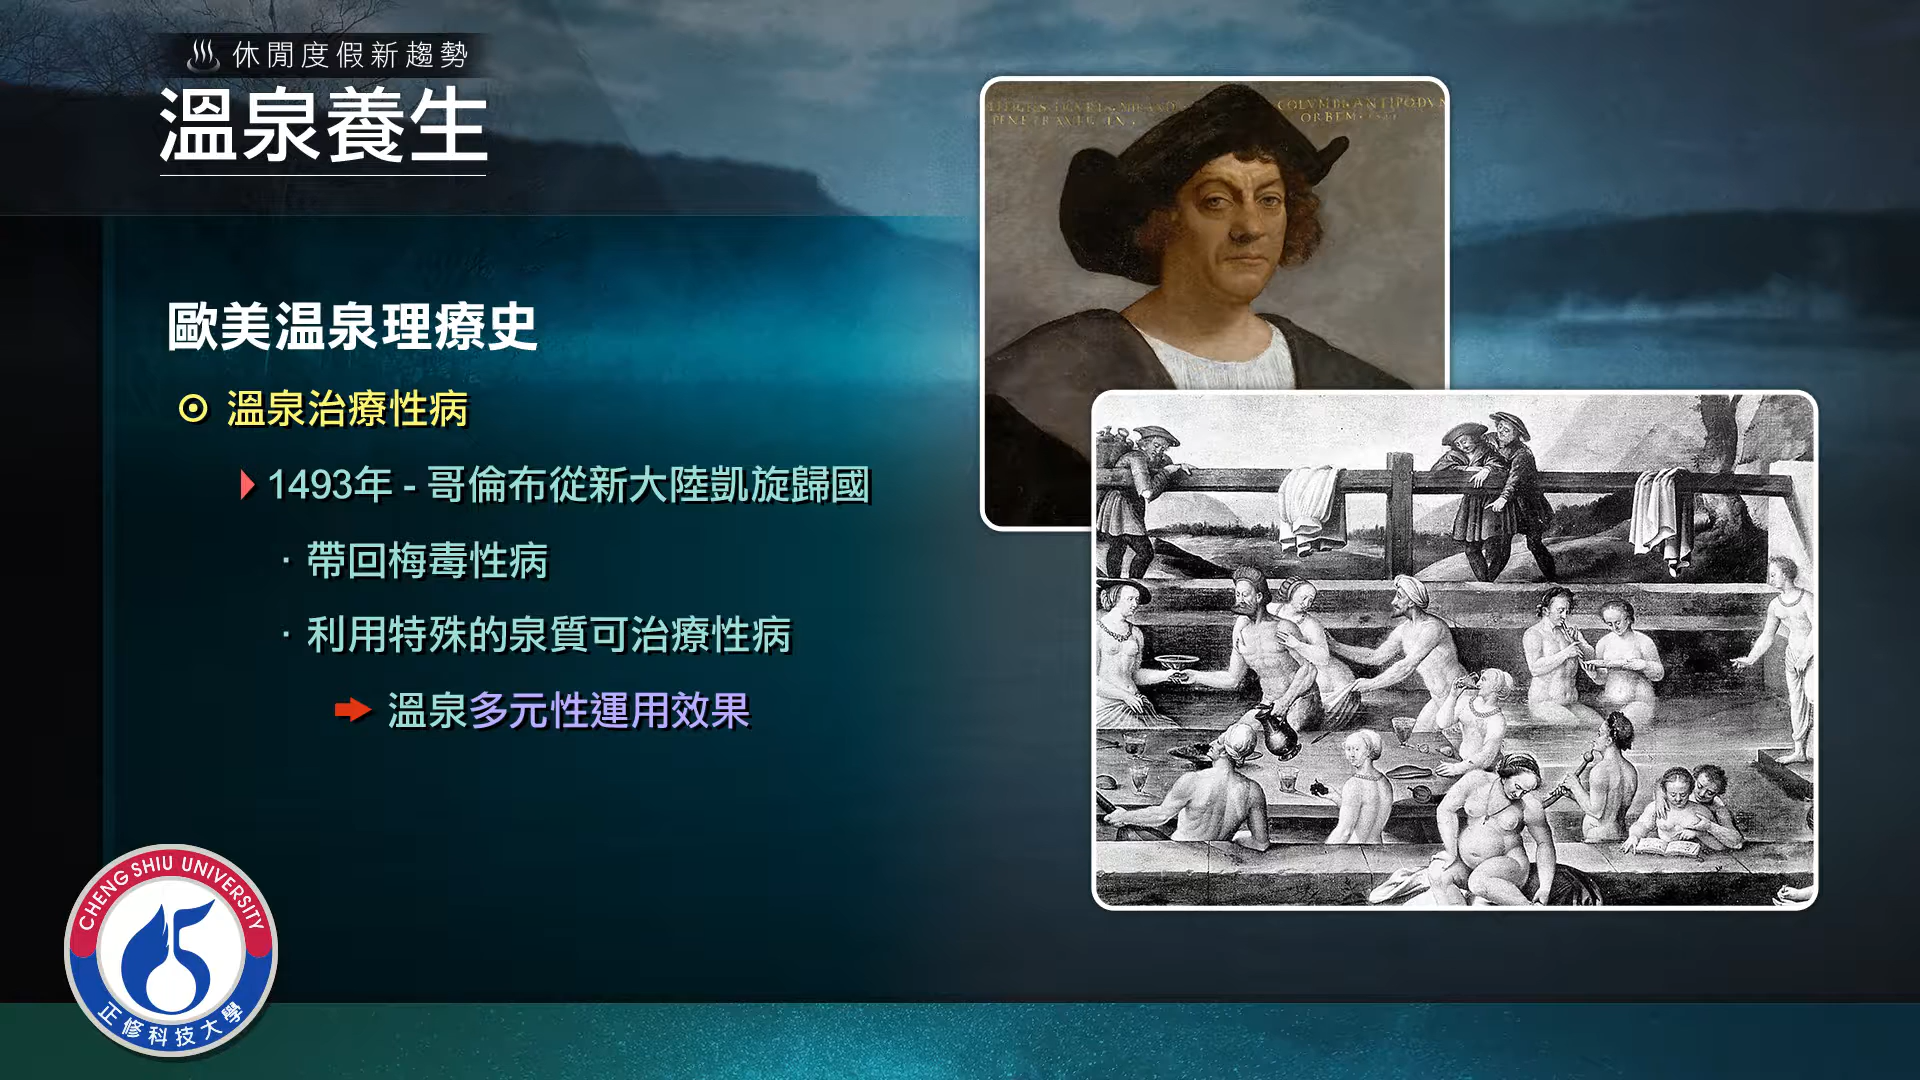 休閒度假新趨勢
溫泉養生
歐美溫泉理療史
溫泉治療性病
1493年 - 哥倫布從新大陸凱旋歸國
· 帶回梅毒性病
· 利用特殊的泉質可治療性病
溫泉多元性運用效果
COLVMBVS ANTIPODVM
ORBEM
CHENG SHIU UNIVERSITY
正修科技大學